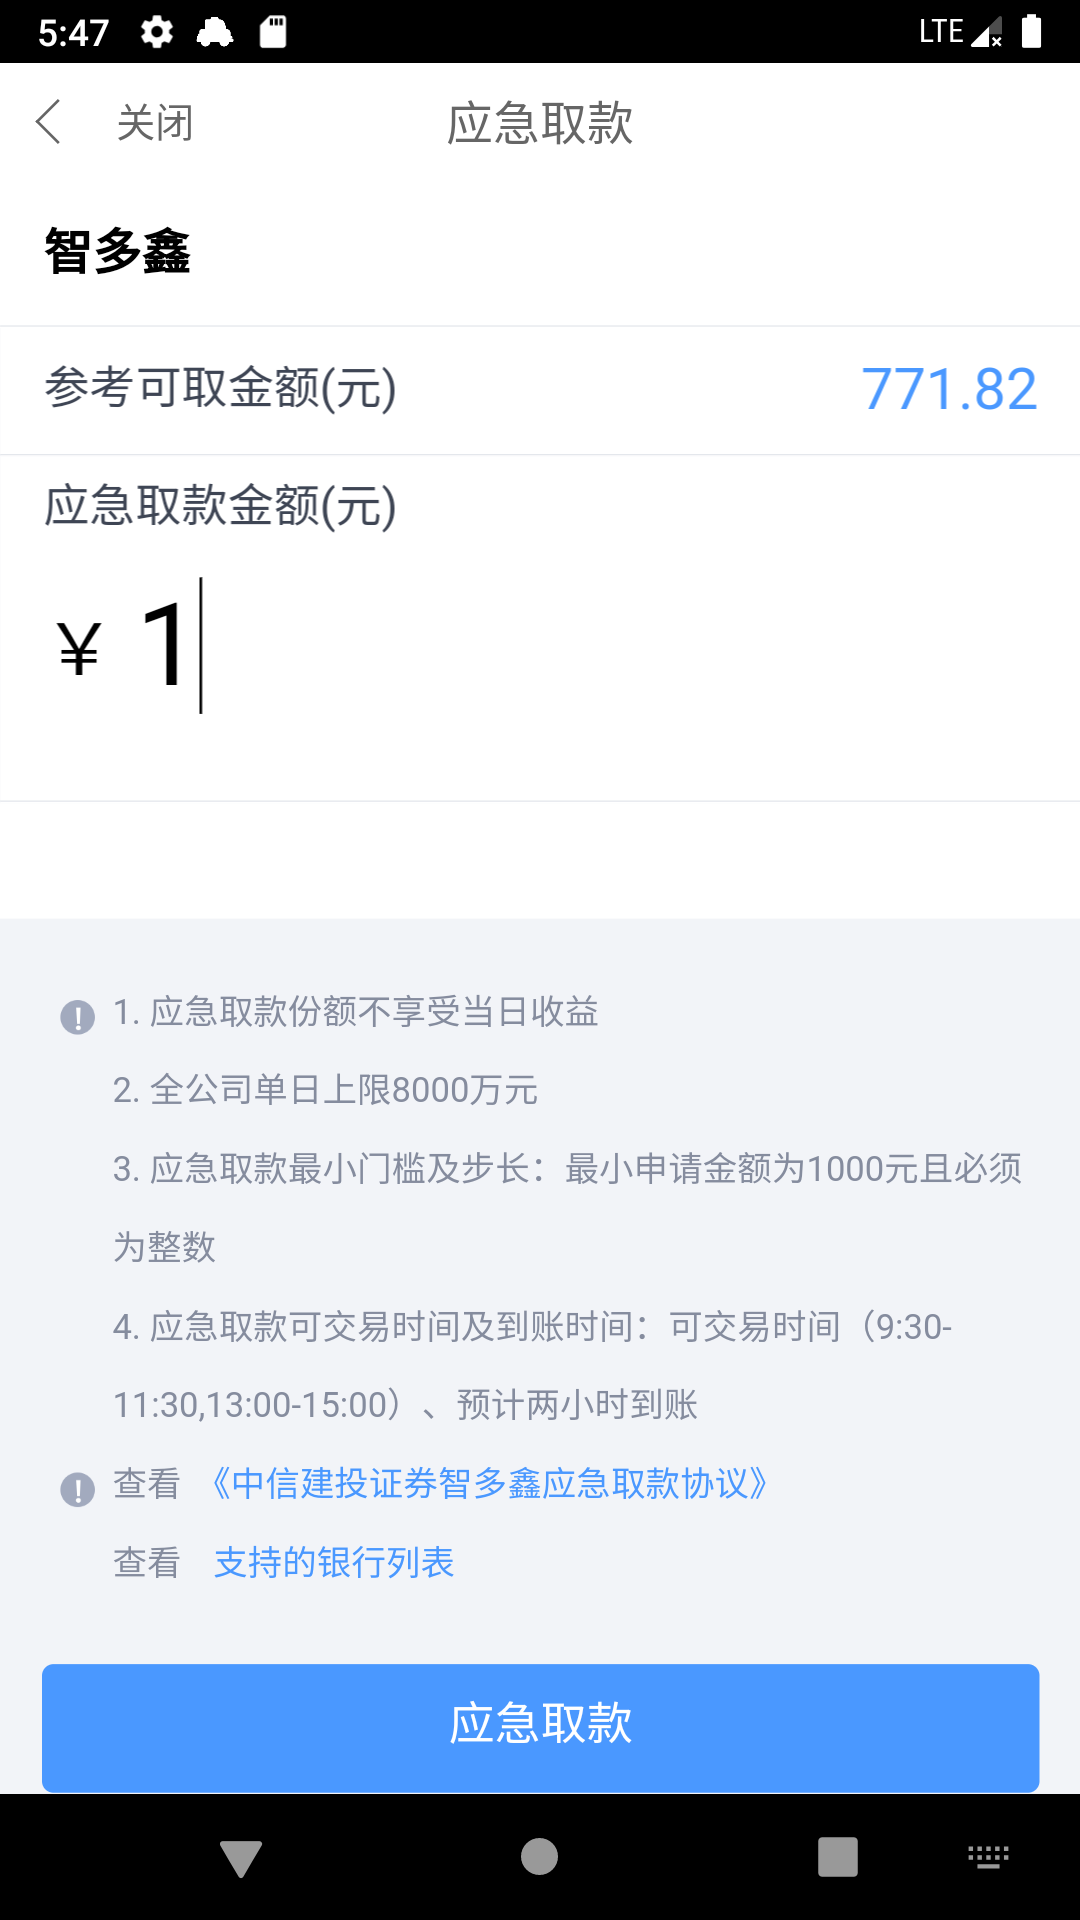 5:47
LTE
关闭
应急取款
智多鑫
参考可取金额(元)
771.82
应急取款金额(元)
¥ 1
1. 应急取款份额不享受当日收益
2. 全公司单日上限8000万元
3. 应急取款最小门槛及步长：最小申请金额为1000元且必须
为整数
4. 应急取款可交易时间及到账时间：可交易时间（9:30-
11:30,13:00-15:00）、预计两小时到账
查看 《中信建投证券智多鑫应急取款协议》
查看 支持的银行列表
应急取款